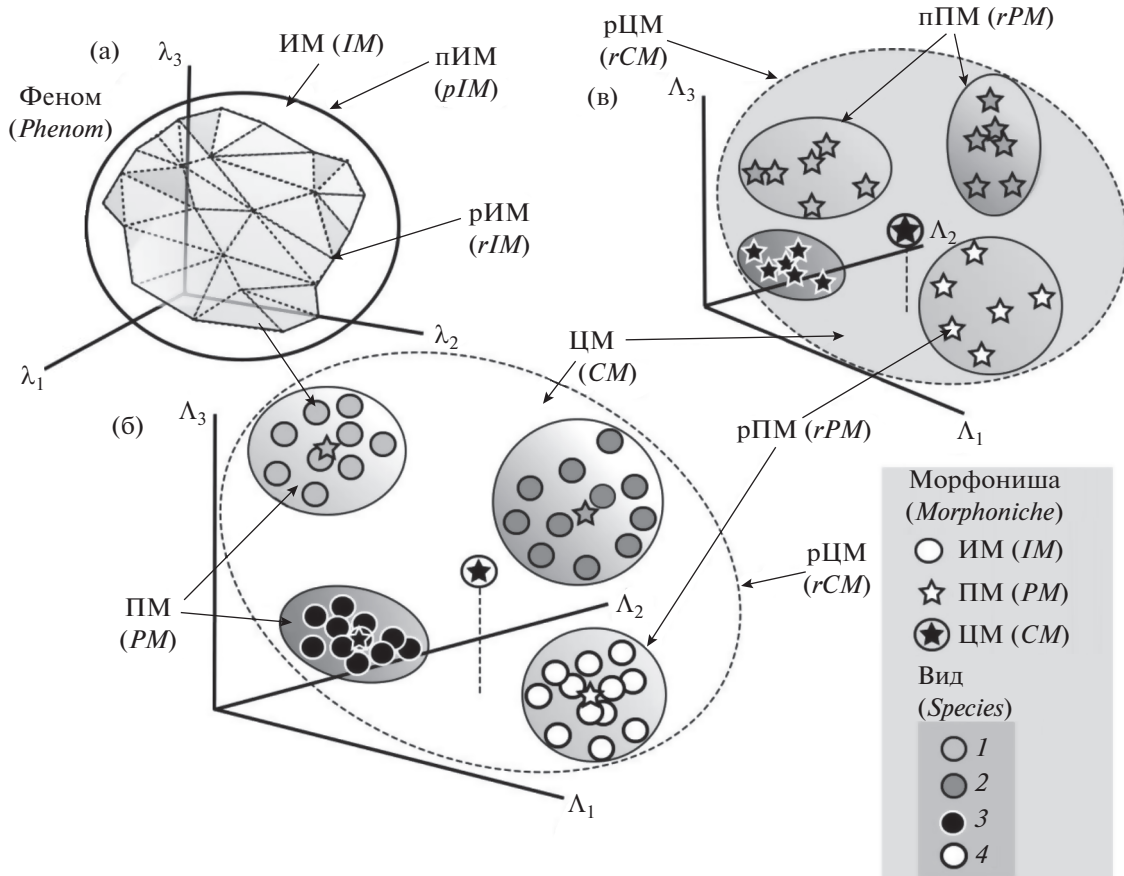 (а)
λ3
ИМ (IM)
пИМ
(pIM)
Феном
(Phenom)
рИМ
(rIM)
λ2
λ1
рЦМ
(rCM)
пПМ (rPM)
(в)
Λ3
Λ2
Λ1
ЦМ
(CM)
(б)
Λ3
рПМ (rPM)
рЦМ
(rCM)
ПМ
(PM)
Λ2
Λ1
Морфониша
(Morphoniche)
ИМ (IM)
ПМ (PM)
ЦМ (CM)
Вид
(Species)
1
2
3
4